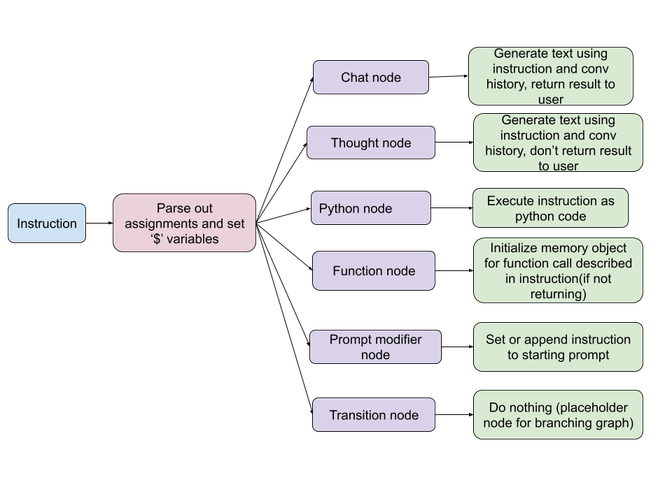 Instruction
Parse out
assignments and set
‘$’ variables
Chat node
Generate text using
instruction and conv
history, return result to
user
Thought node
Generate text using
instruction and conv
history, don’t return result
to user
Python node
Execute instruction as
python code
Function node
Initialize memory object
for function call described
in instruction(if not
returning)
Prompt modifier
node
Set or append instruction
to starting prompt
Transition node
Do nothing (placeholder
node for branching graph)